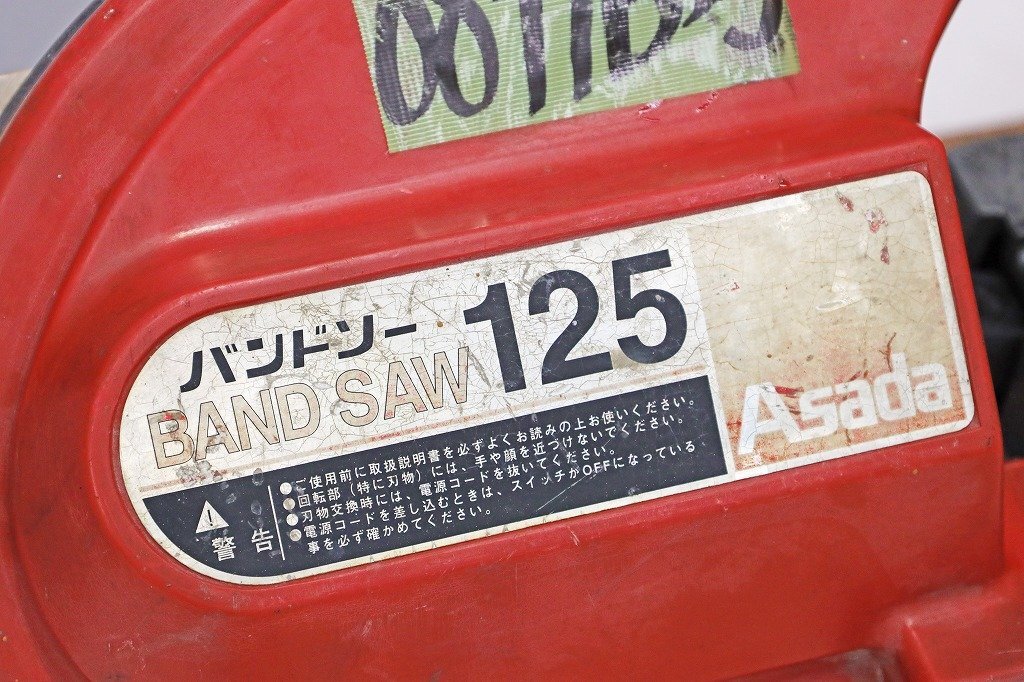 バンドソー
BAND SAW
125
Asada
警告
●ご使用前に取扱説明書を必ずよくお読みの上お使いください。
●回転部(特に刃物)には、手や顔を近づけないでください。
●刃物交換時には、電源コードを抜いてください。
●電源コードを差し込むときは、スイッチがOFFになっている
事を必ず確かめてください。